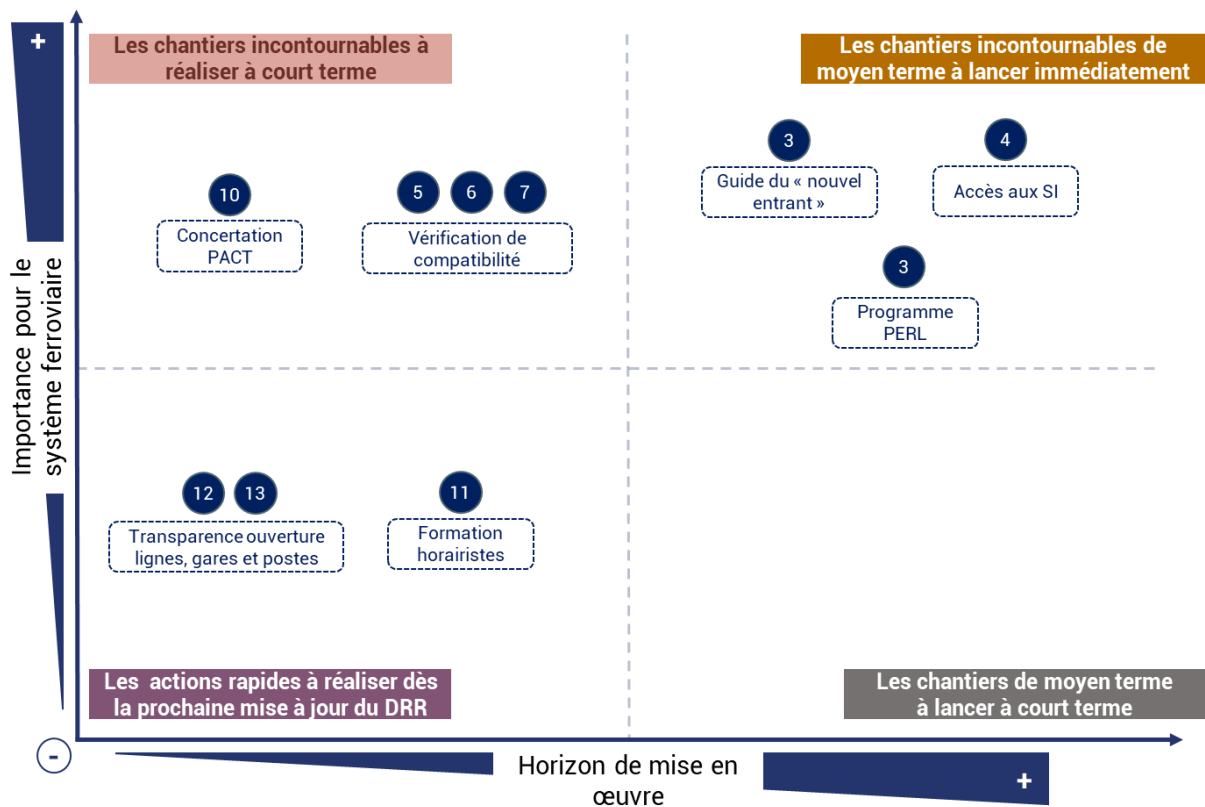 +
Les chantiers incontournables à
réaliser à court terme
Les chantiers incontournables de
moyen terme à lancer immédiatement
3
4
Guide du « nouvel
entrant »
Accès aux SI
10
5 6 7
Concertation
PACT
Vérification de
compatibilité
3
Programme
PERL
Importance pour le
système ferroviaire
12 13
11
Transparence ouverture
lignes, gares et postes
Formation
horairistes
Les  actions rapides à réaliser dès
la prochaine mise à jour du DRR
Les chantiers de moyen terme
à lancer à court terme
-
Horizon de mise en
œuvre
+